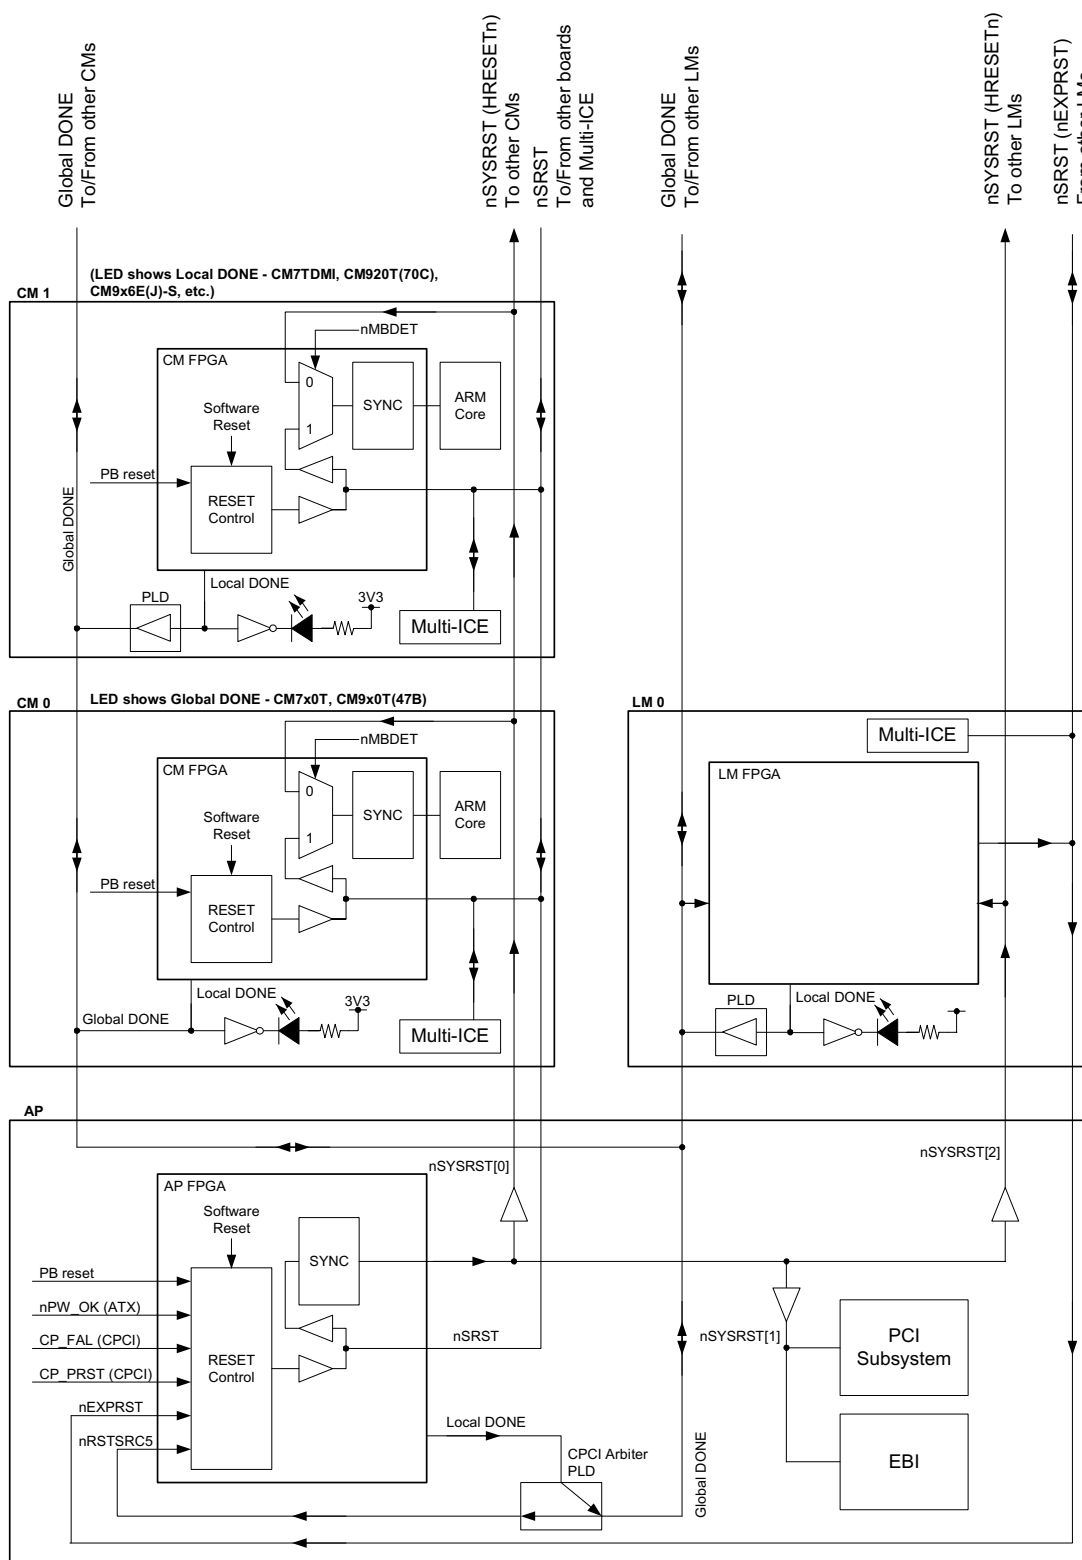 Global DONE
To/From other CMs
nSYSRST (HRESETn)
To other CMs
nSRST
To/From other boards
and Multi-ICE
Global DONE
To/From other LMs
nSYSRST (HRESETn)
To other LMs
nSRST (nEXPRST)
From other LMs
(LED shows Local DONE - CM7TDMI, CM920T(70C),
CM9x6E(J)-S, etc.)
CM 1
nMBDET
CM FPGA
0
1
SYNC
ARM
Core
Software
Reset
PB reset
RESET
Control
Global DONE
Local DONE
PLD
3V3
Multi-ICE
CM 0
LED shows Global DONE - CM7x0T, CM9x0T(47B)
nMBDET
CM FPGA
0
1
SYNC
ARM
Core
Software
Reset
PB reset
RESET
Control
Local DONE
Global DONE
3V3
Multi-ICE
LM 0
Multi-ICE
LM FPGA
Local DONE
PLD
AP
nSYSRST[0]
nSYSRST[2]
AP FPGA
Software
Reset
SYNC
PB reset
nPW_OK (ATX)
CP_FAL (CPCI)
CP_PRST (CPCI)
nEXPRST
nRSTSRC5
RESET
Control
nSRST
nSYSRST[1]
PCI
Subsystem
EBI
Local DONE
CPCI Arbiter
PLD
Global DONE